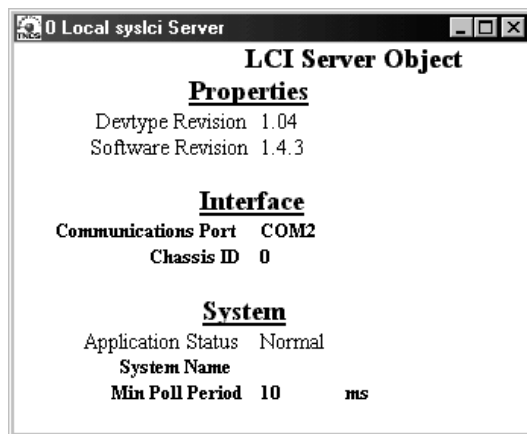 0 Local syslci Server
LCI Server Object
Properties
Devtype Revision 1.04
Software Revision 1.4.3
Interface
Communications Port COM2
Chassis ID 0
System
Application Status Normal
System Name
Min Poll Period 10 ms